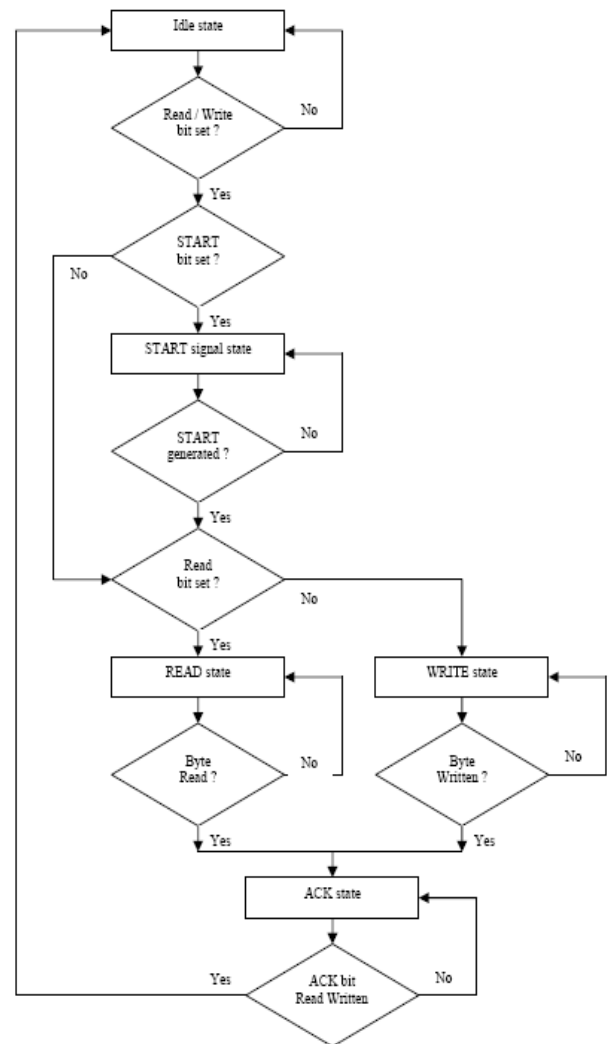 Idle state
Read / Write
bit set ?
No
Yes
START
bit set ?
No
Yes
START signal state
START
generated ?
No
Yes
Read
bit set ?
No
Yes
READ state
WRITE state
Byte
Read ?
No
Byte
Written ?
No
Yes
Yes
ACK state
ACK bit
Read Written
Yes
No